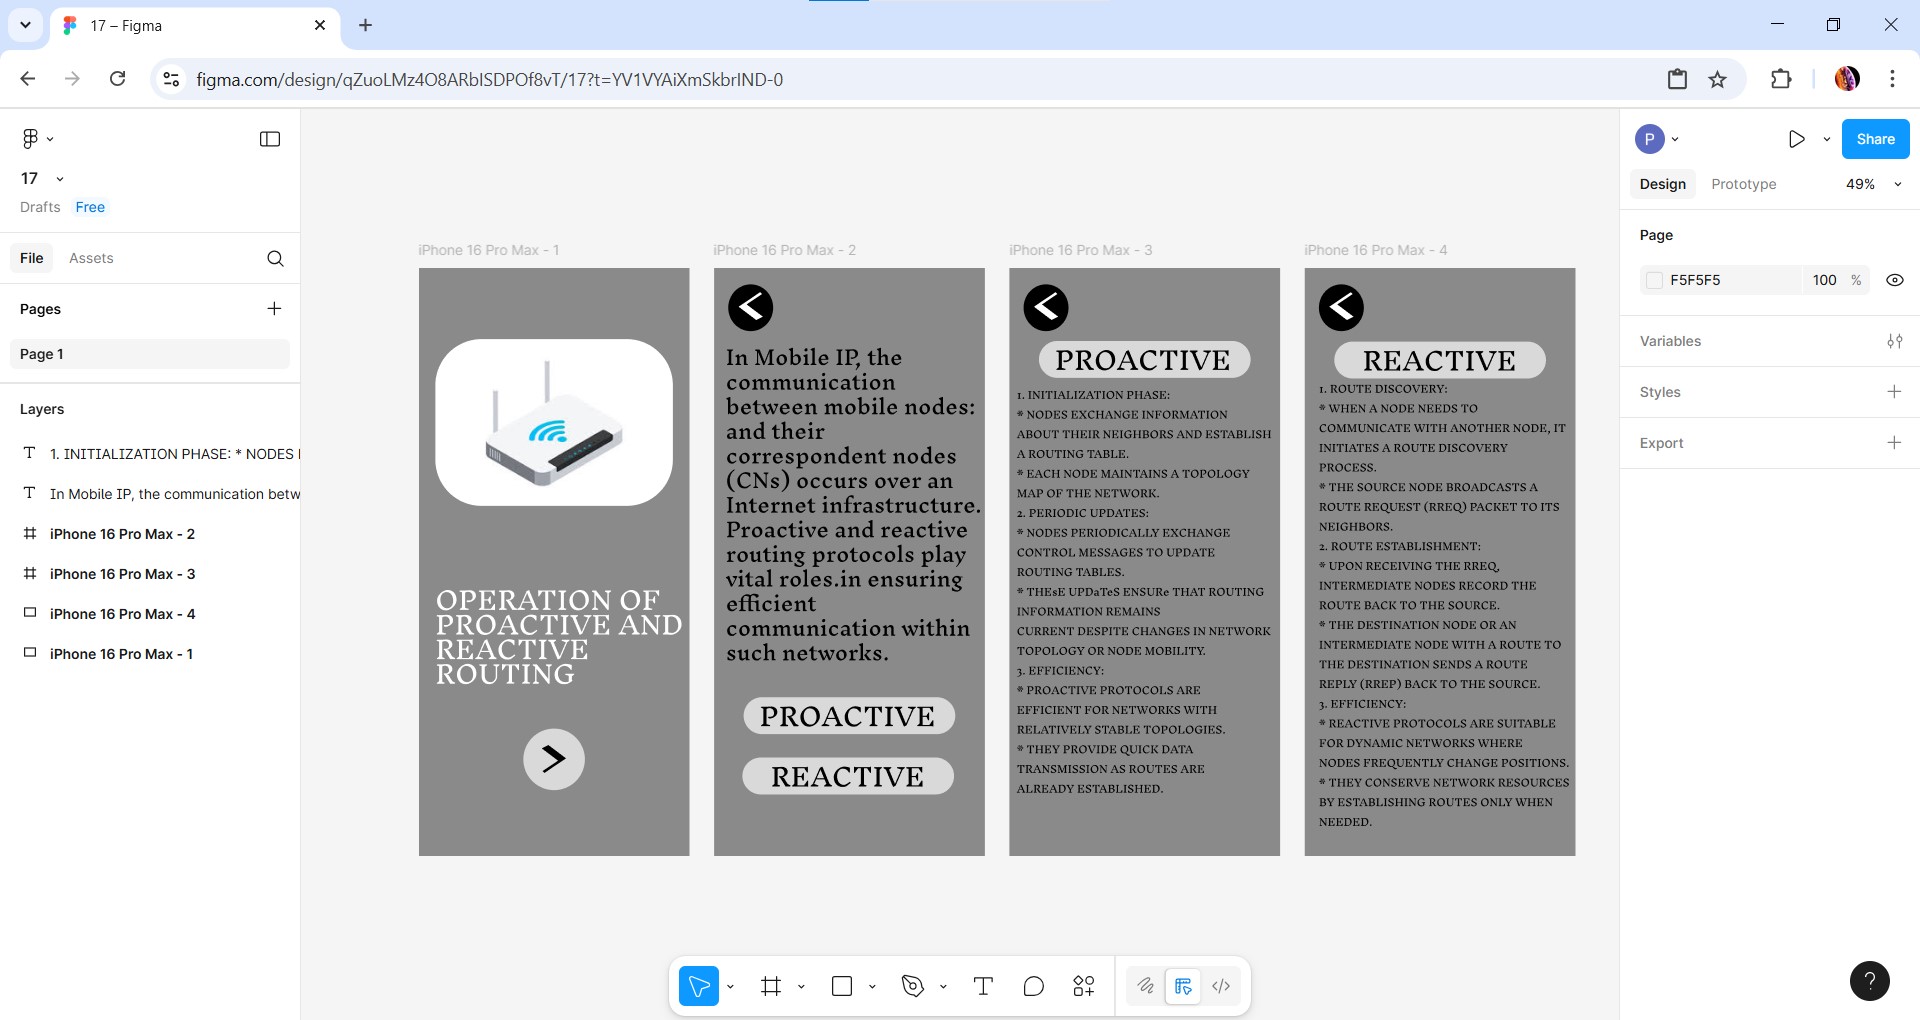 17 – Figma
figma.com/design/qZuoLMz4O8ARbISDPOf8vT/17?t=YV1VYAiXmSkbrIND-0
17
Drafts Free
File Assets
Pages
Page 1
Layers
1. INITIALIZATION PHASE: * NODES
In Mobile IP, the communication betw
iPhone 16 Pro Max - 2
iPhone 16 Pro Max - 3
iPhone 16 Pro Max - 4
iPhone 16 Pro Max - 1
iPhone 16 Pro Max - 1
OPERATION OF
PROACTIVE AND
REACTIVE
ROUTING
iPhone 16 Pro Max - 2
In Mobile IP, the
communication
between mobile nodes:
and their
correspondent nodes
(CNs) occurs over an
Internet infrastructure.
Proactive and reactive
routing protocols play
vital roles.in ensuring
efficient
communication within
such networks.
PROACTIVE
REACTIVE
iPhone 16 Pro Max - 3
PROACTIVE
1. INITIALIZATION PHASE:
* NODES EXCHANGE INFORMATION
ABOUT THEIR NEIGHBORS AND ESTABLISH
A ROUTING TABLE.
* EACH NODE MAINTAINS A TOPOLOGY
MAP OF THE NETWORK.
2. PERIODIC UPDATES:
* NODES PERIODICALLY EXCHANGE
CONTROL MESSAGES TO UPDATE
ROUTING TABLES.
* THEsE UPDaTeS ENSURe THAT ROUTING
INFORMATION REMAINS
CURRENT DESPITE CHANGES IN NETWORK
TOPOLOGY OR NODE MOBILITY.
3. EFFICIENCY:
* PROACTIVE PROTOCOLS ARE
EFFICIENT FOR NETWORKS WITH
RELATIVELY STABLE TOPOLOGIES.
* THEY PROVIDE QUICK DATA
TRANSMISSION AS ROUTES ARE
ALREADY ESTABLISHED.
iPhone 16 Pro Max - 4
REACTIVE
1. ROUTE DISCOVERY:
* WHEN A NODE NEEDS TO
COMMUNICATE WITH ANOTHER NODE, IT
INITIATES A ROUTE DISCOVERY
PROCESS.
* THE SOURCE NODE BROADCASTS A
ROUTE REQUEST (RREQ) PACKET TO ITS
NEIGHBORS.
2. ROUTE ESTABLISHMENT:
* UPON RECEIVING THE RREQ,
INTERMEDIATE NODES RECORD THE
ROUTE BACK TO THE SOURCE.
* THE DESTINATION NODE OR AN
INTERMEDIATE NODE WITH A ROUTE TO
THE DESTINATION SENDS A ROUTE
REPLY (RREP) BACK TO THE SOURCE.
3. EFFICIENCY:
* REACTIVE PROTOCOLS ARE SUITABLE
FOR DYNAMIC NETWORKS WHERE
NODES FREQUENTLY CHANGE POSITIONS.
* THEY CONSERVE NETWORK RESOURCES
BY ESTABLISHING ROUTES ONLY WHEN
NEEDED.
P
Share
Design Prototype 49%
Page
F5F5F5 100 %
Variables
Styles
Export
?